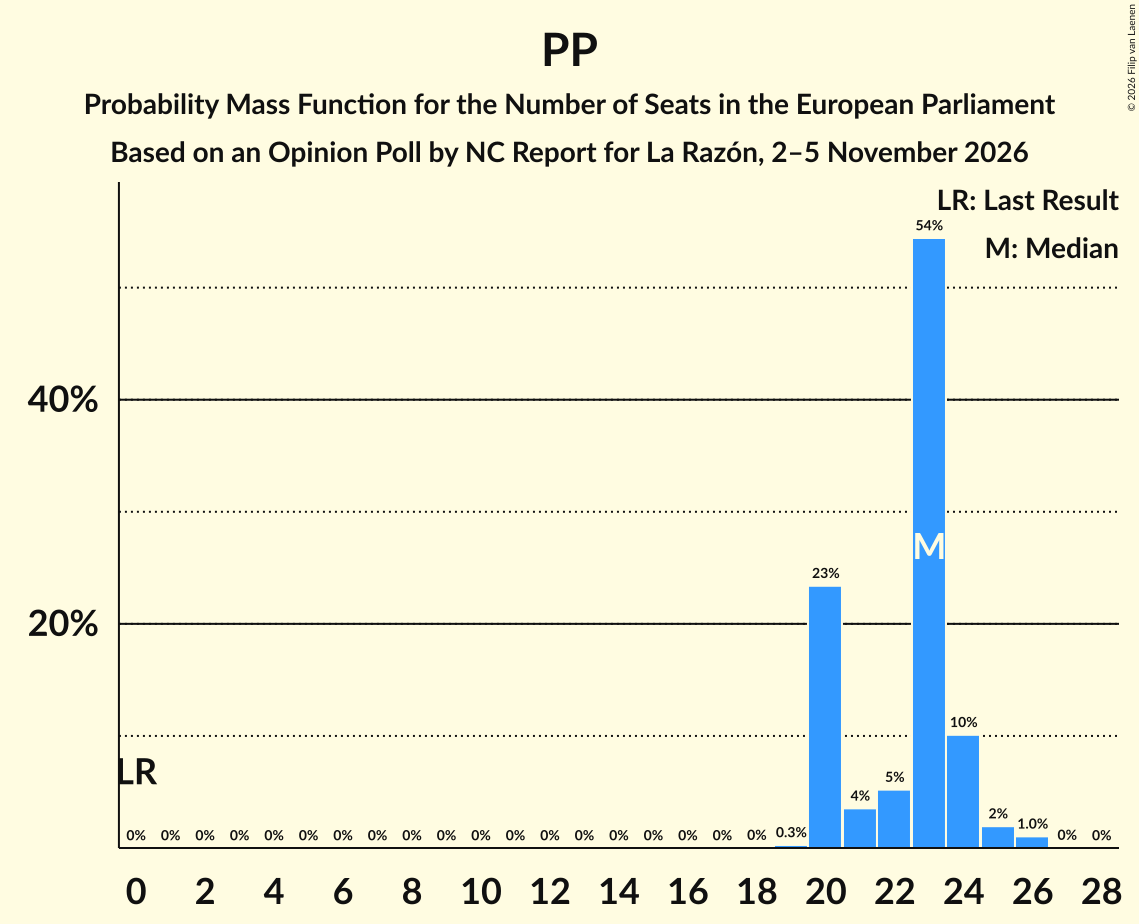 PP
Probability Mass Function for the Number of Seats in the European Parliament
Based on an Opinion Poll by NC Report for La Razón, 2–5 November 2026
© 2026 Filip van Laenen
LR: Last Result
M: Median
54%
40%
M
23%
20%
10%
LR
5%
4%
2%
1.0%
0% 0% 0% 0% 0% 0% 0% 0% 0% 0% 0% 0% 0% 0% 0% 0% 0% 0% 0% 0.3% 0% 0%
0 2 4 6 8 10 12 14 16 18 20 22 24 26 28